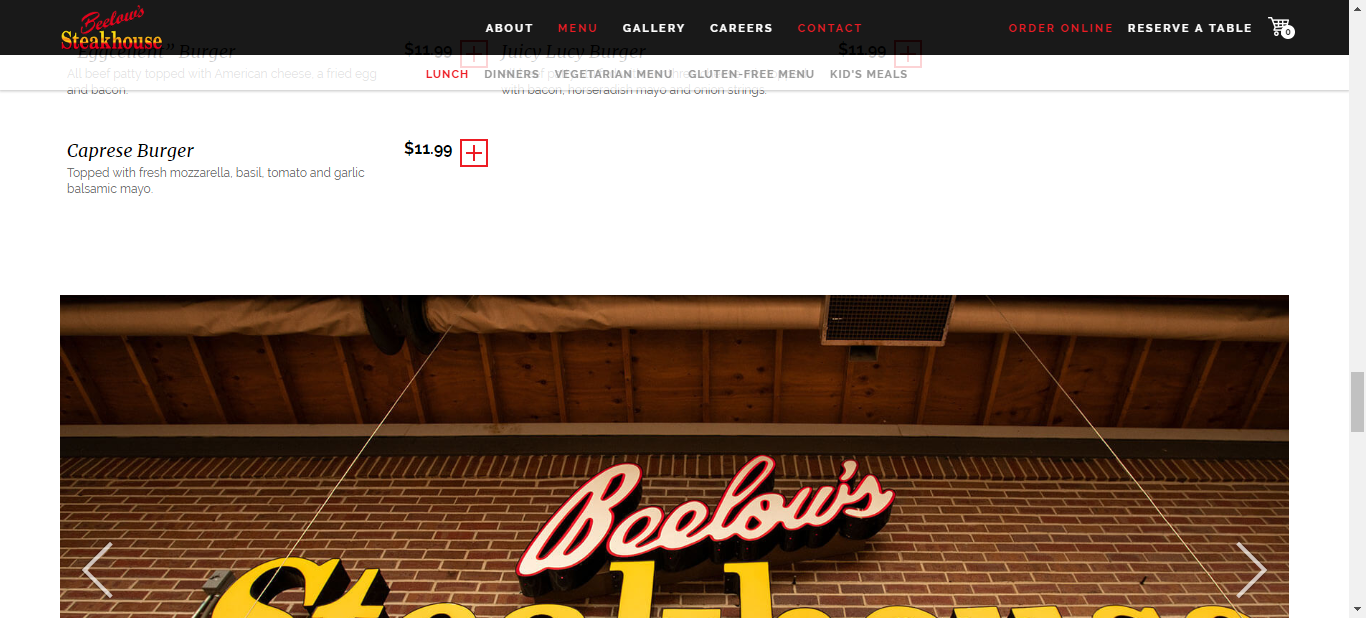 Beelow's
Steakhouse
ABOUT MENU GALLERY CAREERS CONTACT
ORDER ONLINE RESERVE A TABLE
0
"Eggcellent" Burger $11.99
All beef patty topped with American cheese, a fried egg
and bacon.
Juicy Lucy Burger $11.99
with bacon, horseradish mayo and onion strings.
LUNCH DINNERS VEGETARIAN MENU GLUTEN-FREE MENU KID'S MEALS
Caprese Burger $11.99
Topped with fresh mozzarella, basil, tomato and garlic
balsamic mayo.
Beelow's
Steakhouse